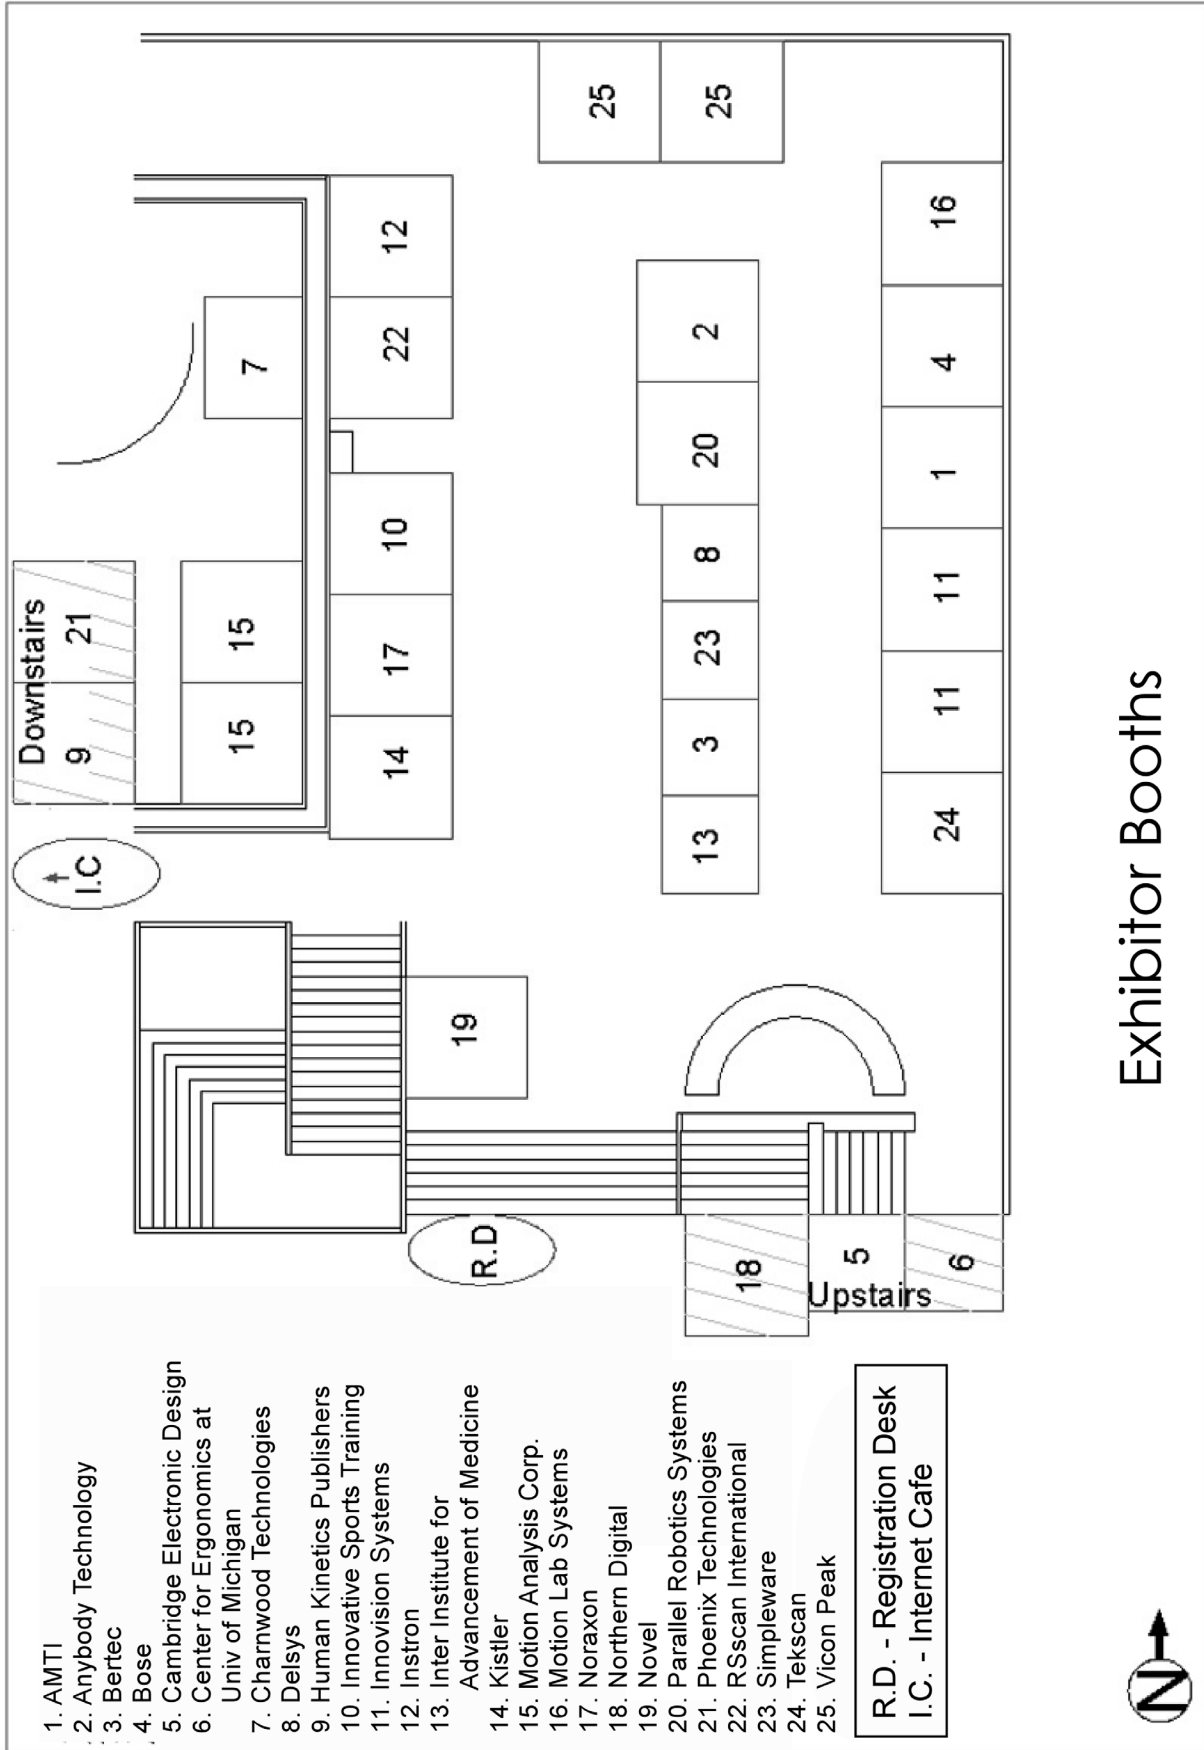 1. AMTI
2. Anybody Technology
3. Bertec
4. Bose
5. Cambridge Electronic Design
6. Center for Ergonomics at
Univ of Michigan
7. Charnwood Technologies
8. Delsys
9. Human Kinetics Publishers
10. Innovative Sports Training
11. Innovision Systems
12. Instron
13. Inter Institute for
Advancement of Medicine
14. Kistler
15. Motion Analysis Corp.
16. Motion Lab Systems
17. Noraxon
18. Northern Digital
19. Novel
20. Parallel Robotics Systems
21. Phoenix Technologies
22. RSscan International
23. Simpleware
24. Tekscan
25. Vicon Peak
R.D. - Registration Desk
I.C. - Internet Cafe
N
I.C
Downstairs
9
21
15
15
7
14
17
10
22
12
R.D
19
25
25
13
3
23
8
20
2
18
5
Upstairs
6
24
11
11
1
4
16
Exhibitor Booths